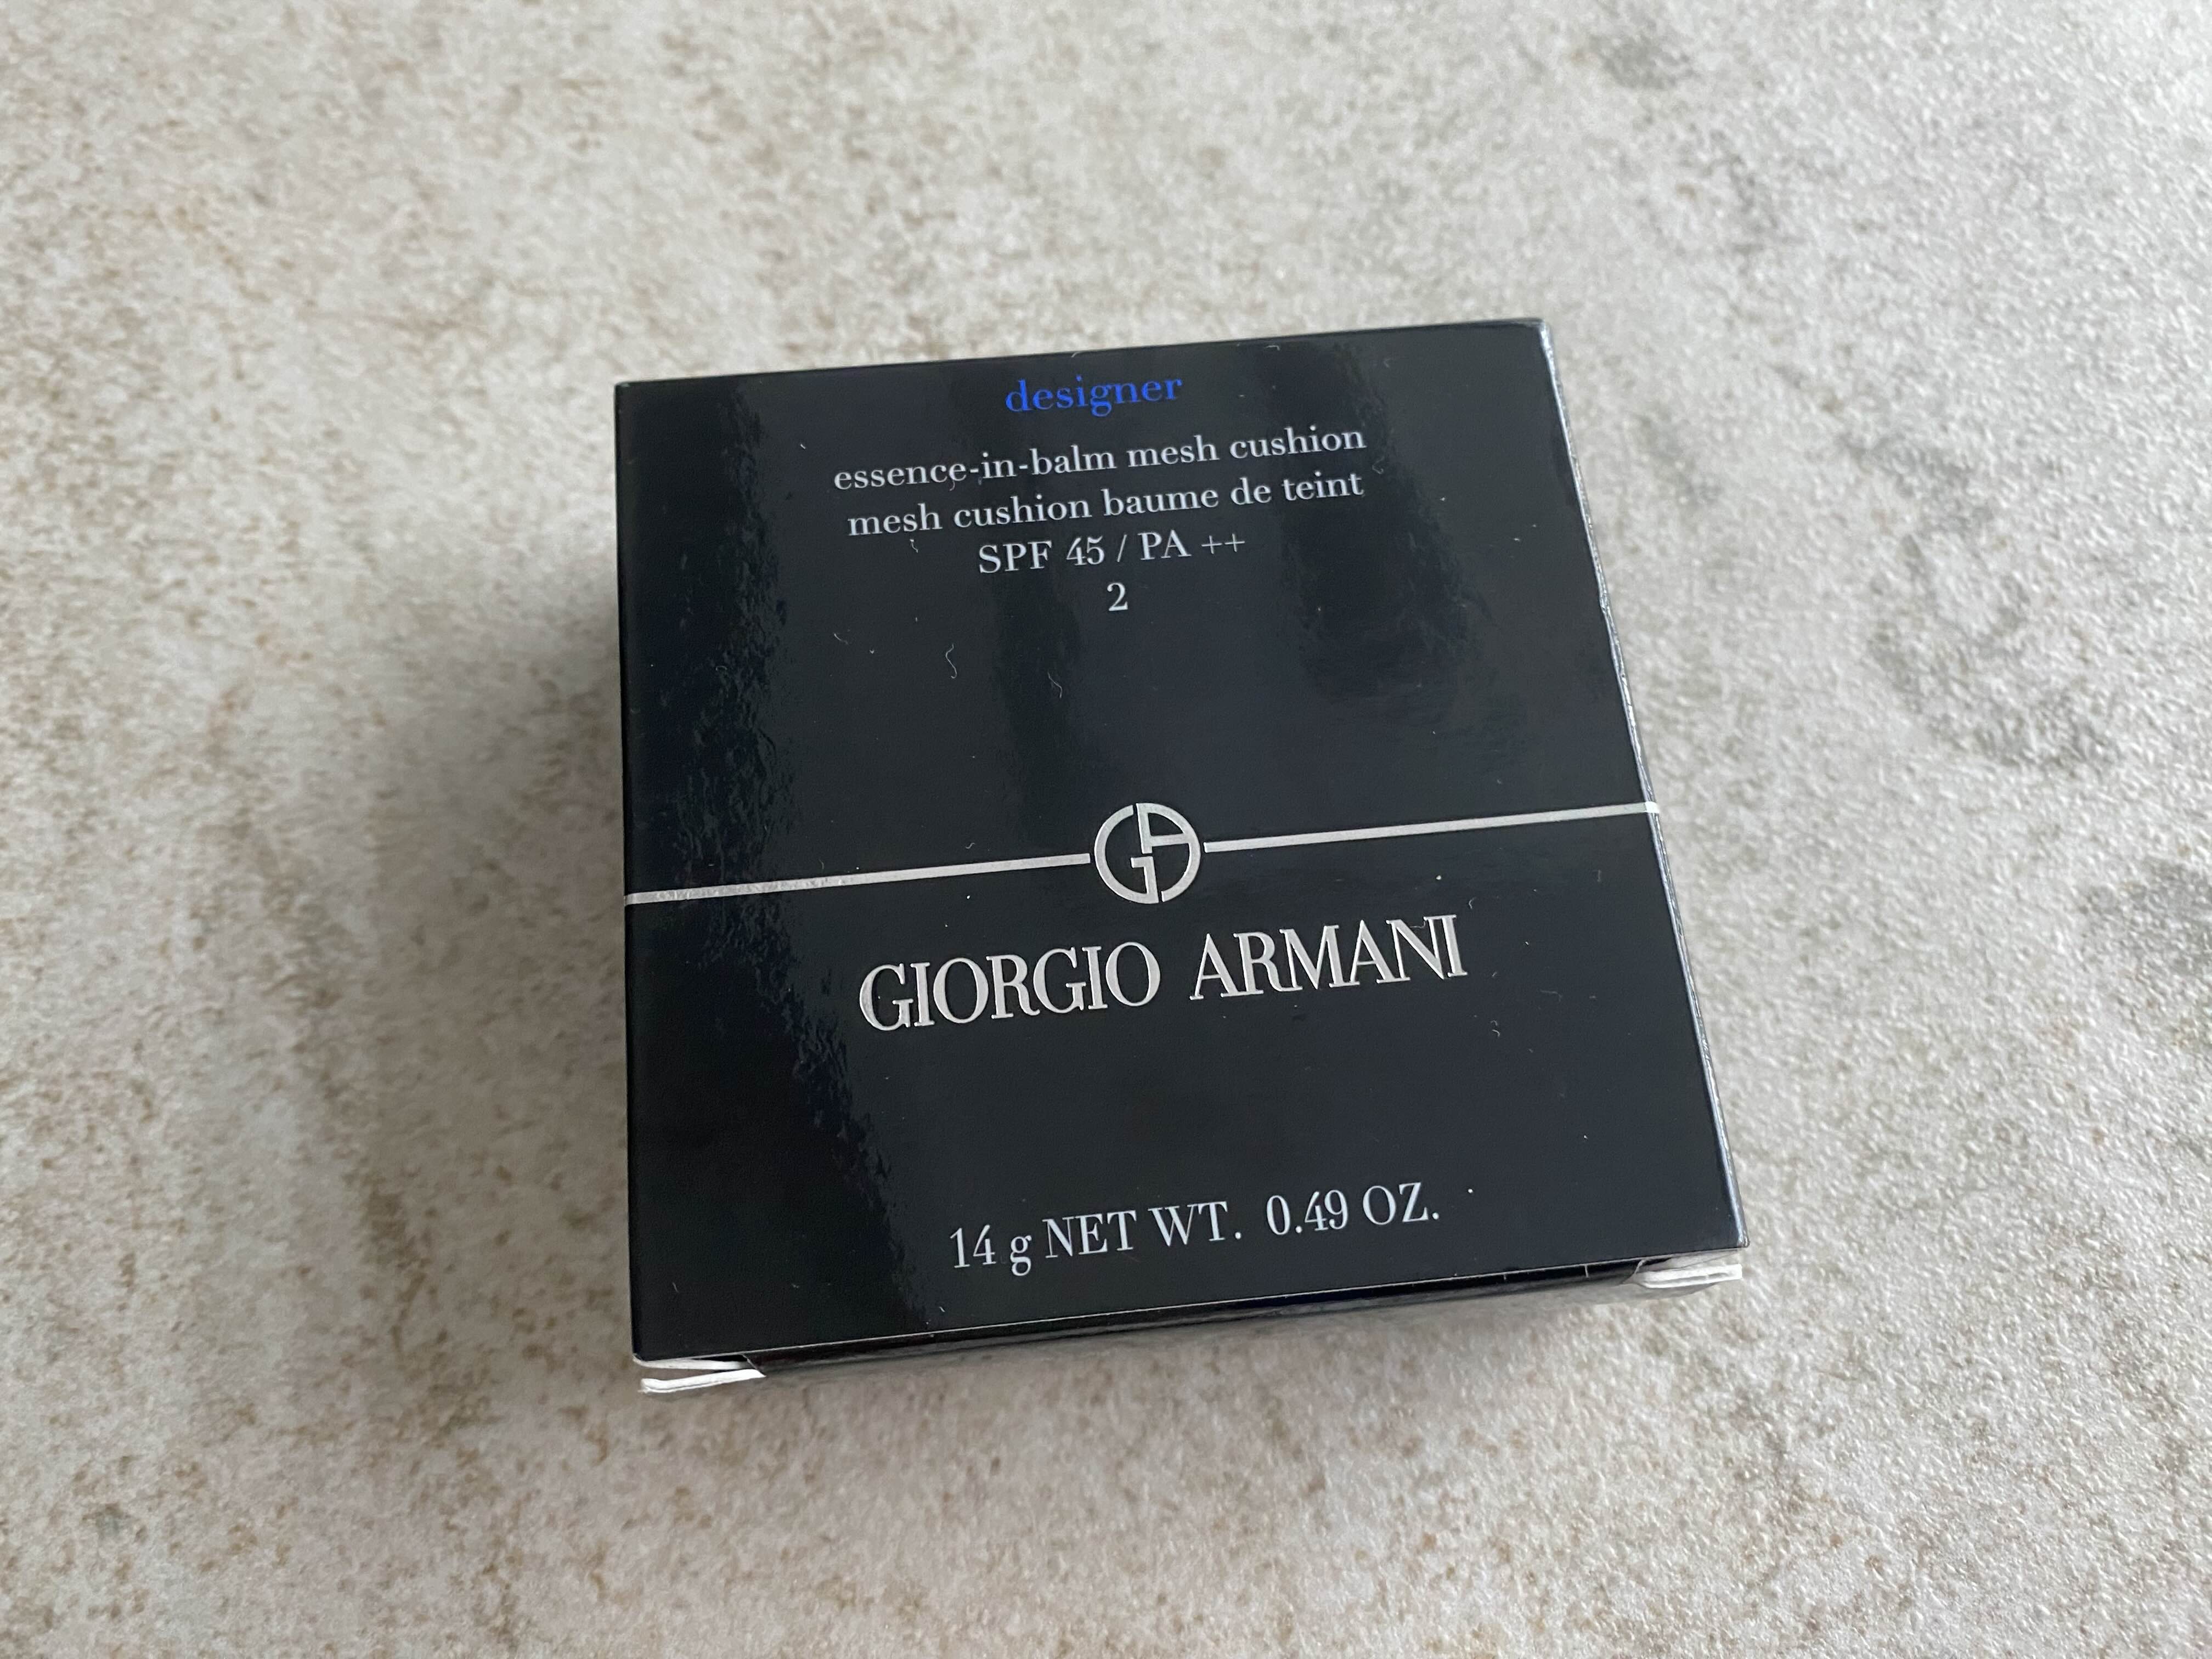 designer
essence-in-balm mesh cushion
mesh cushion baume de teint
SPF 45 / PA ++
2
GA
GIORGIO ARMANI
14 g NET WT. 0.49 OZ.